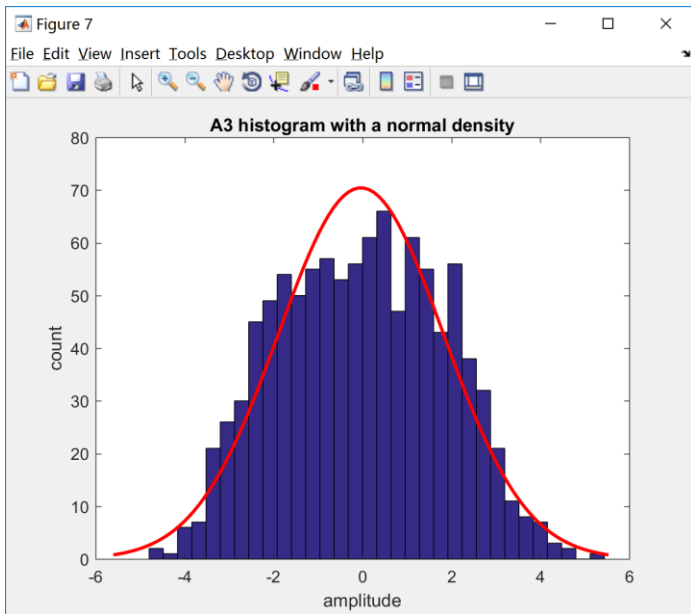 Figure 7
File Edit View Insert Tools Desktop Window Help
A3 histogram with a normal density
80
70
60
50
40
30
20
10
0
count
-6 -4 -2 0 2 4 6
amplitude